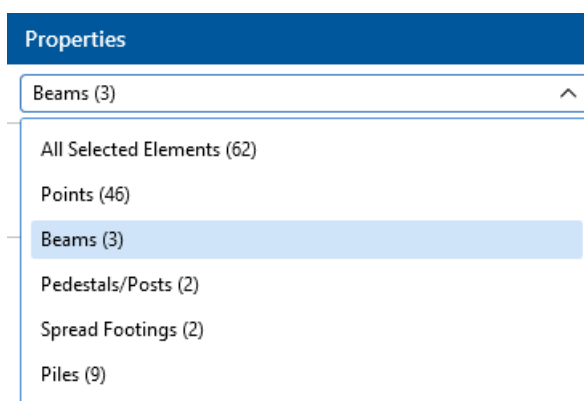 Properties
Beams (3)
All Selected Elements (62)
Points (46)
Beams (3)
Pedestals/Posts (2)
Spread Footings (2)
Piles (9)